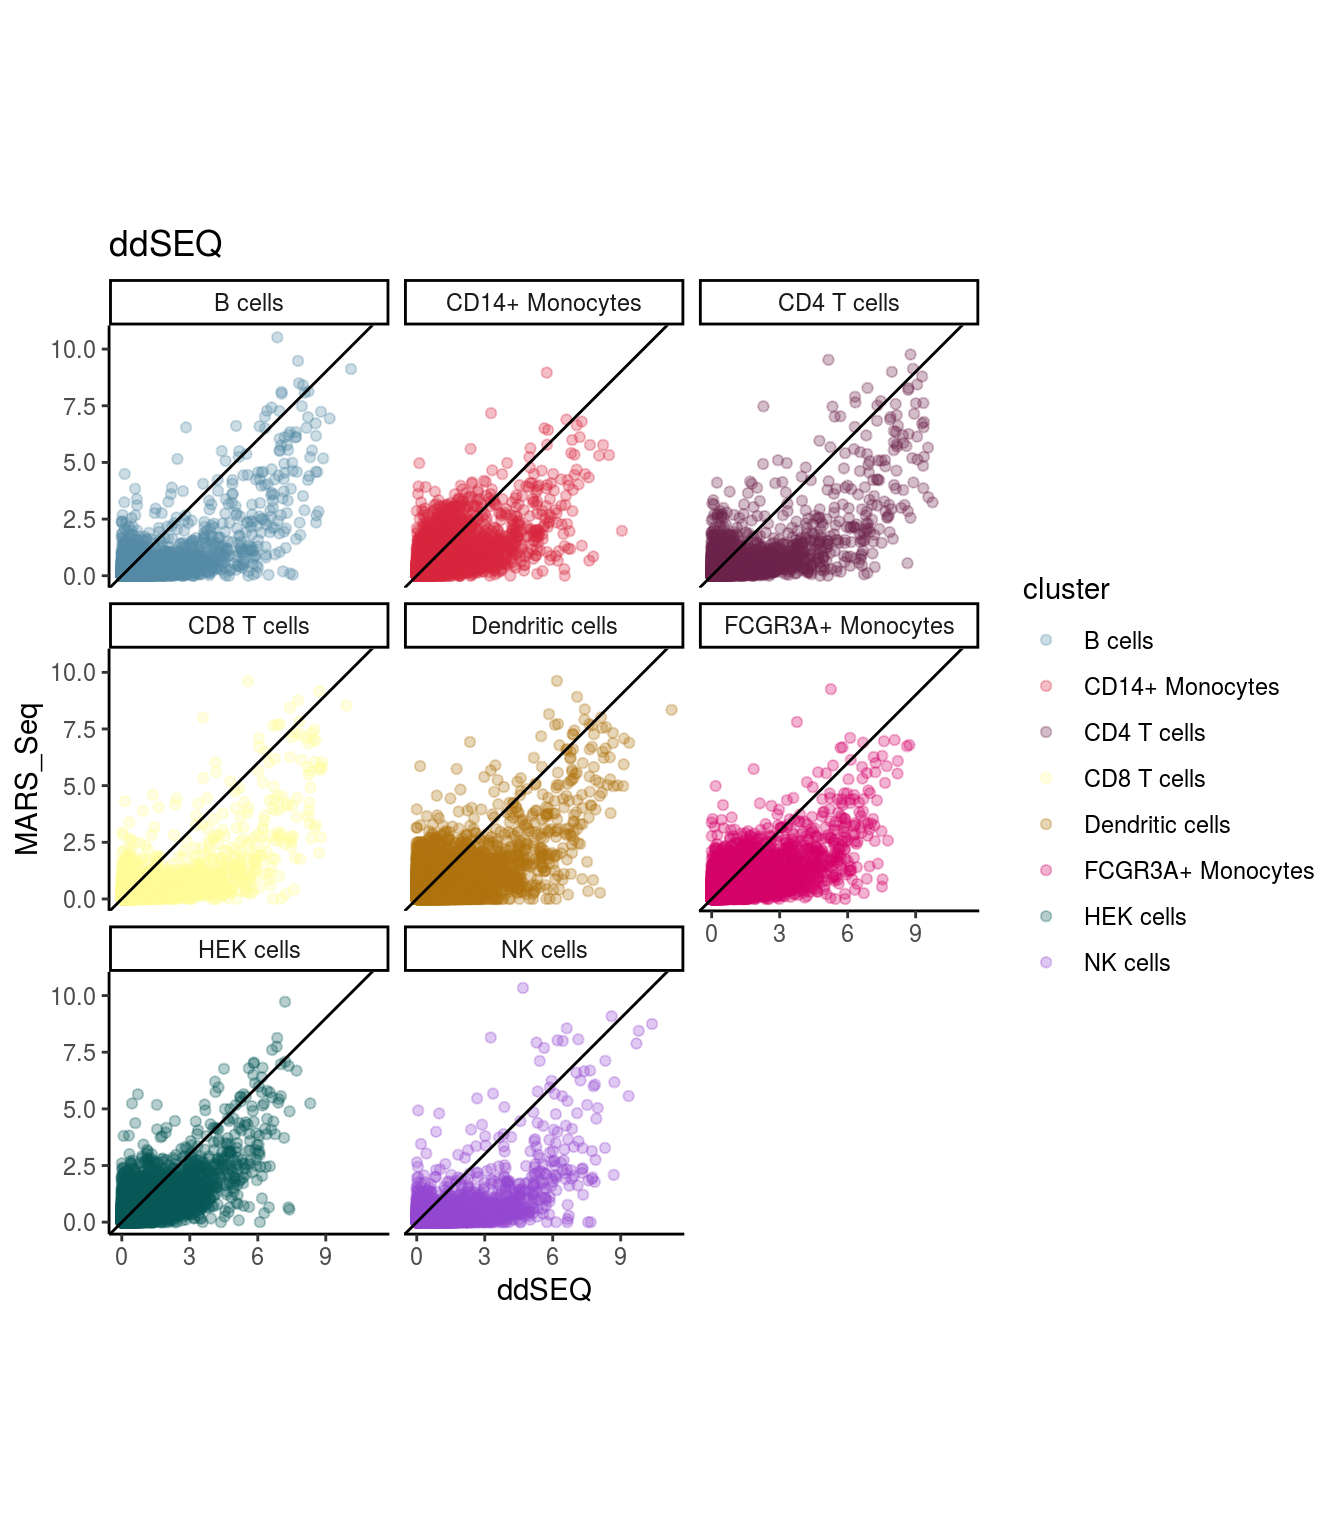 ddSEQ
B cells
CD14+ Monocytes
CD4 T cells
10.0
7.5
5.0
2.5
0.0
CD8 T cells
Dendritic cells
FCGR3A+ Monocytes
10.0
7.5
5.0
2.5
0.0
0 3 6 9
HEK cells
NK cells
10.0
7.5
5.0
2.5
0.0
0 3 6 9
0 3 6 9
ddSEQ
MARS_Seq
cluster
B cells
CD14+ Monocytes
CD4 T cells
CD8 T cells
Dendritic cells
FCGR3A+ Monocytes
HEK cells
NK cells